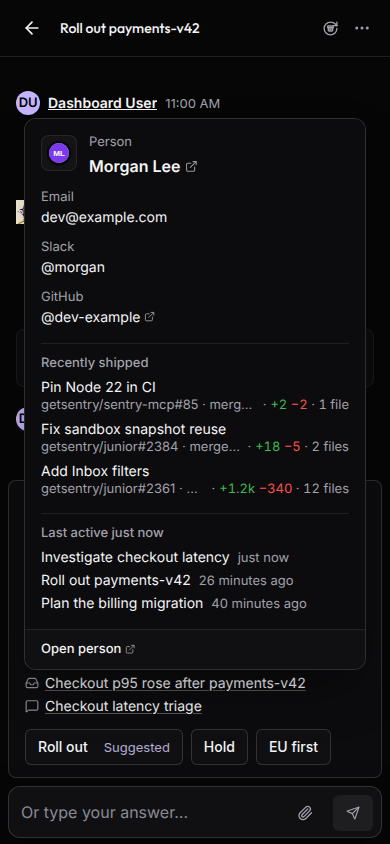 Roll out payments-v42
DU Dashboard User 11:00 AM
ML
Person
Morgan Lee
Email
dev@example.com
Slack
@morgan
GitHub
@dev-example
Recently shipped
Pin Node 22 in CI
getsentry/sentry-mcp#85 · merg... · +2 −2 · 1 file
Fix sandbox snapshot reuse
getsentry/junior#2384 · merge... · +18 −5 · 2 files
Add Inbox filters
getsentry/junior#2361 · ... · +1.2k −340 · 12 files
Last active just now
Investigate checkout latency just now
Roll out payments-v42 26 minutes ago
Plan the billing migration 40 minutes ago
Open person
Checkout p95 rose after payments-v42
Checkout latency triage
Roll out Suggested Hold EU first
Or type your answer...